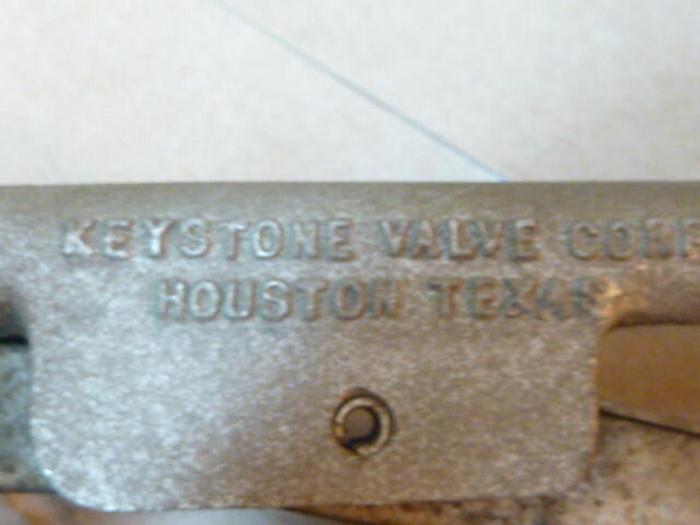 KEYSTONE VALVE CORP
HOUSTON TEXAS